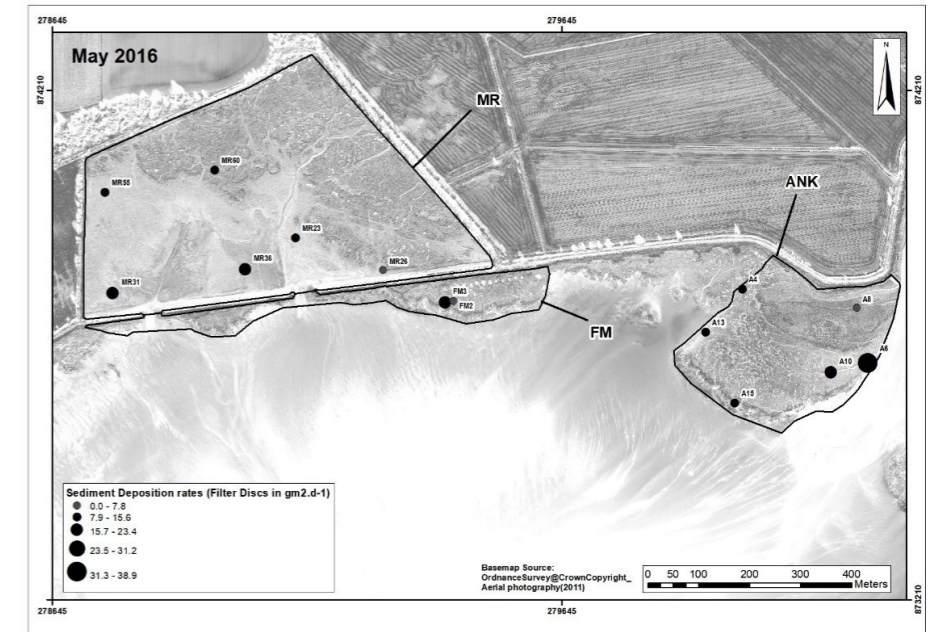 278645
279645
May 2016
N
874210
874210
MR
ANK
MR60
MR55
MR23
MR36
MR26
MR31
FM3
FM2
FM
A4
A8
A13
A6
A10
A15
Sediment Deposition rates (Filter Discs in gm2.d-1)
0.0 - 7.8
7.9 - 15.6
15.7 - 23.4
23.5 - 31.2
31.3 - 38.9
Basemap Source:
OrdnanceSurvey@CrownCopyright_
Aerial photography(2011)
0 50 100 200 300 400
Meters
873210
873210
278645
279645